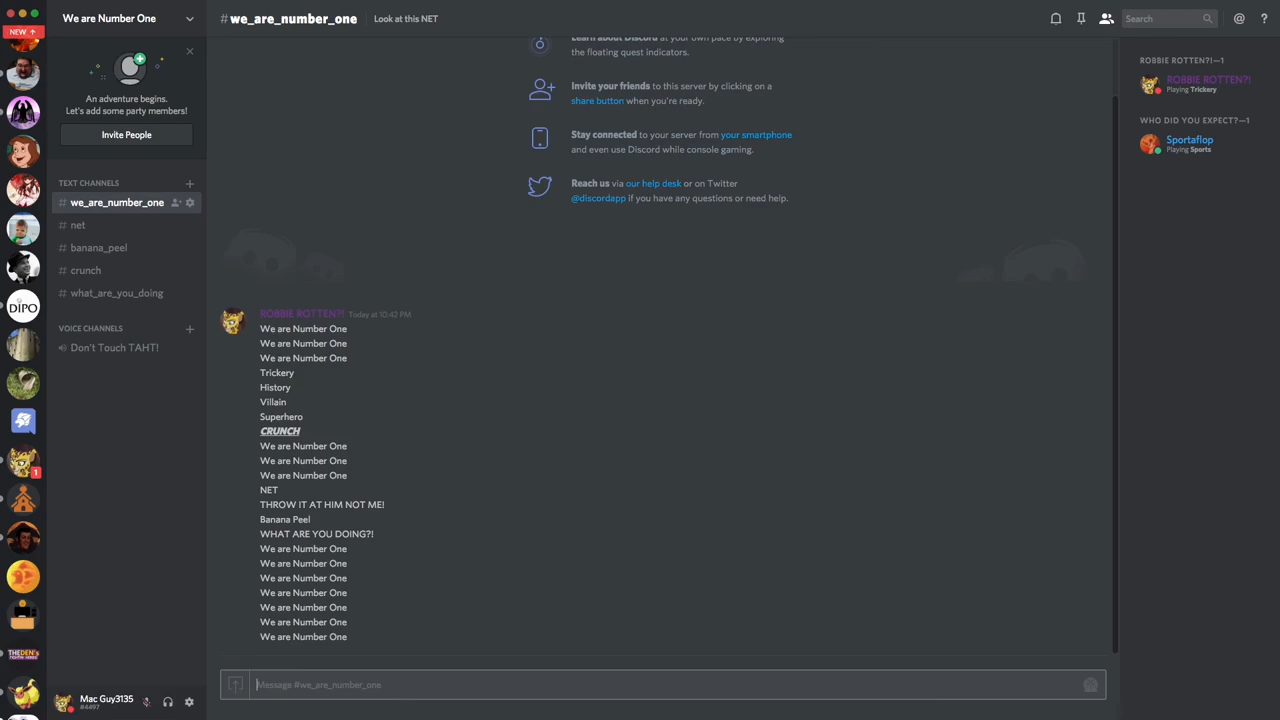 NEW ↑
DIPO
THEDEN'S
We are Number One
An adventure begins.
Let's add some party members!
Invite People
TEXT CHANNELS
# we_are_number_one
# net
# banana_peel
# crunch
# what_are_you_doing
VOICE CHANNELS
Don't Touch TAHT!
Mac Guy3135
#4497
1
#we_are_number_one
Look at this NET
Search
Learn about Discord at your own pace by exploring
the floating quest indicators.
Invite your friends to this server by clicking on a
share button when you're ready.
Stay connected to your server from your smartphone
and even use Discord while console gaming.
Reach us via our help desk or on Twitter
@discordapp if you have any questions or need help.
ROBBIE ROTTEN?! Today at 10:42 PM
We are Number One
We are Number One
We are Number One
Trickery
History
Villain
Superhero
CRUNCH
We are Number One
We are Number One
We are Number One
NET
THROW IT AT HIM NOT ME!
Banana Peel
WHAT ARE YOU DOING?!
We are Number One
We are Number One
We are Number One
We are Number One
We are Number One
We are Number One
We are Number One
Message #we_are_number_one
ROBBIE ROTTEN?!—1
ROBBIE ROTTEN?!
Playing Trickery
WHO DID YOU EXPECT?—1
Sportaflop
Playing Sports